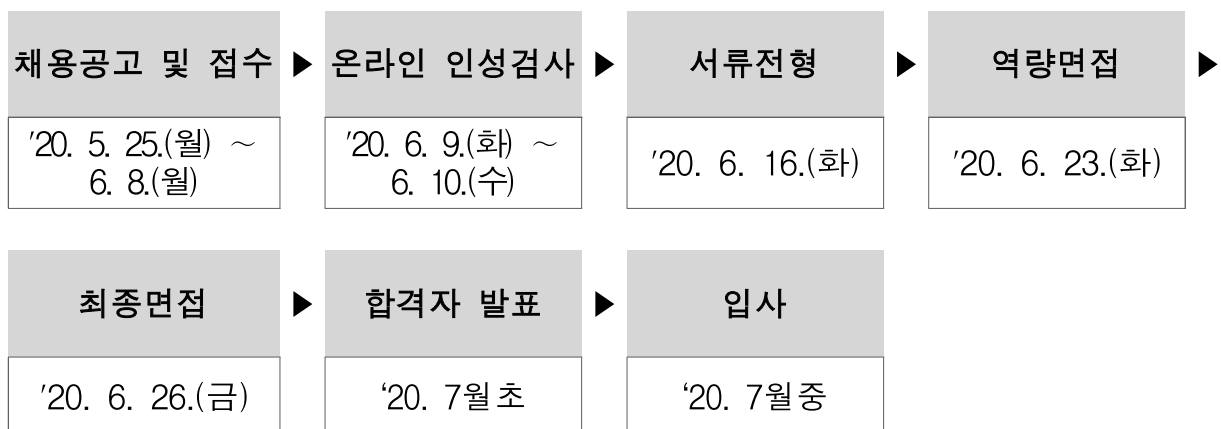 채용공고 및 접수 ▶ 온라인 인성검사 ▶ 서류전형 ▶ 역량면접 ▶
'20. 5. 25.(월) ~
6. 8.(월)
'20. 6. 9.(화) ~
6. 10.(수)
'20. 6. 16.(화)
'20. 6. 23.(화)
최종면접 ▶ 합격자 발표 ▶ 입사
'20. 6. 26.(금)
‘20. 7월초
‘20. 7월중